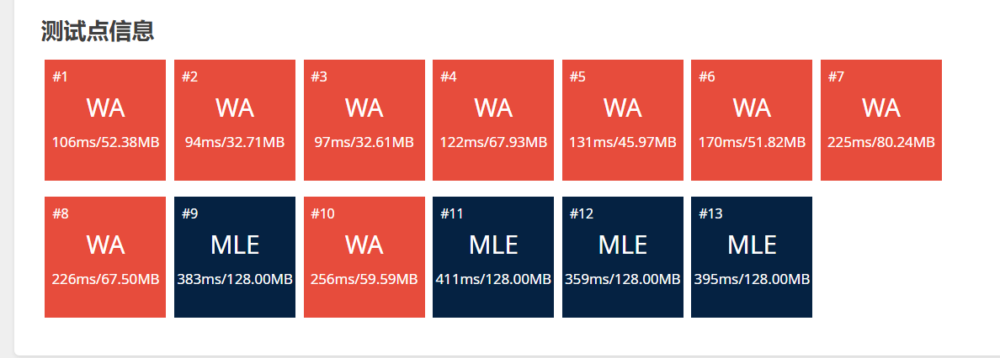 测试点信息
#1 #2 #3 #4 #5 #6 #7
WA WA WA WA WA WA WA
106ms/52.38MB 94ms/32.71MB 97ms/32.61MB 122ms/67.93MB 131ms/45.97MB 170ms/51.82MB 225ms/80.24MB
#8 #9 #10 #11 #12 #13
WA MLE WA MLE MLE MLE
226ms/67.50MB 383ms/128.00MB 256ms/59.59MB 411ms/128.00MB 359ms/128.00MB 395ms/128.00MB